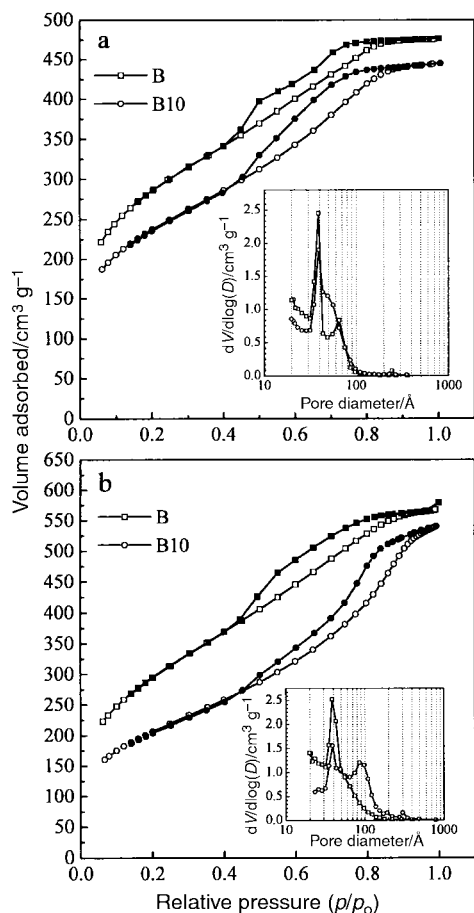 a
B
B10
500
450
400
350
300
250
200
150
100
50
0
0.0 0.2 0.4 0.6 0.8 1.0
dV/dlog(D)/cm³ g⁻¹
2.5
2.0
1.5
1.0
0.5
0.0
10 100 1000
Pore diameter/Å
Volume adsorbed/cm³ g⁻¹
b
B
B10
650
600
550
500
450
400
350
300
250
200
150
100
50
0
dV/dlog(D)/cm³ g⁻¹
2.5
2.0
1.5
1.0
0.5
0.0
10 100 1000
Pore diameter/Å
0.0 0.2 0.4 0.6 0.8 1.0
Relative pressure (p/pₒ)